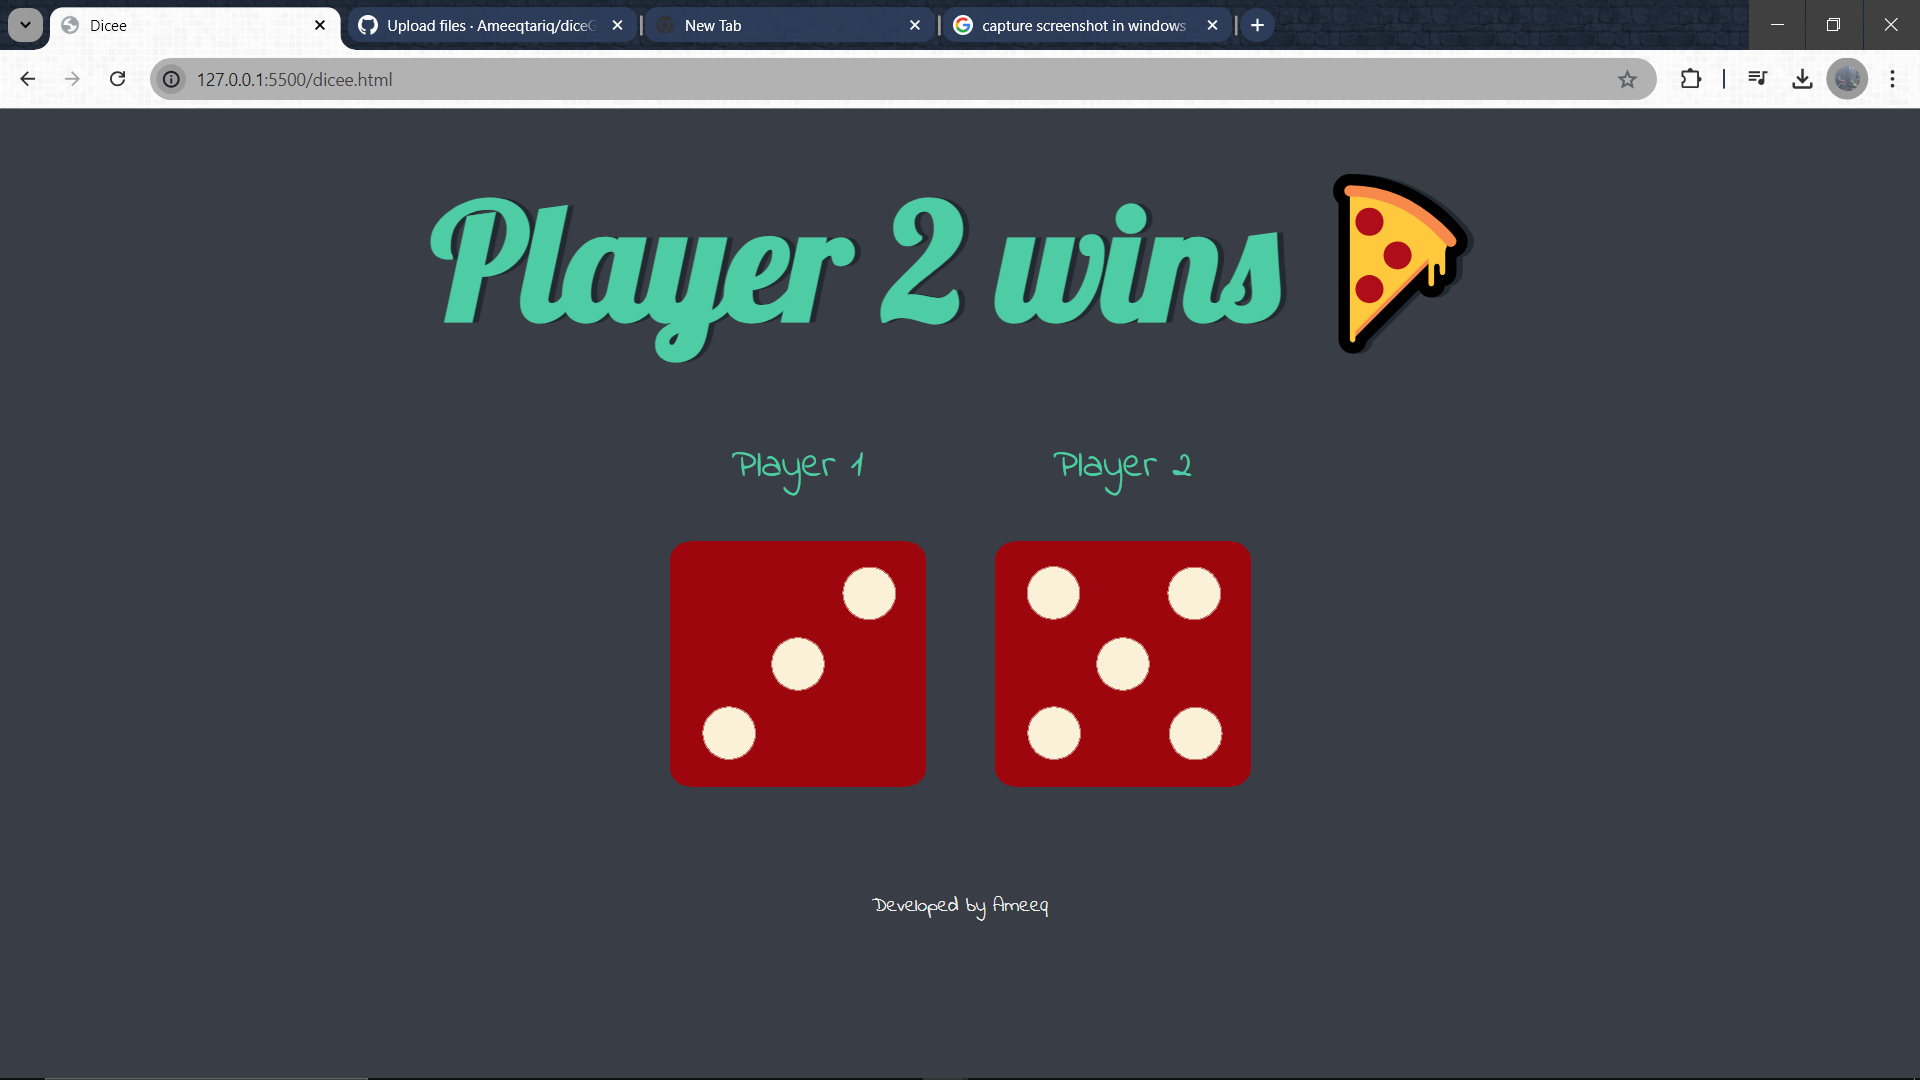 Dicee
Upload files · Ameeqtariq/dice
New Tab
capture screenshot in windows
127.0.0.1:5500/dicee.html
Player 2 wins
Player 1
Player 2
Developed by Ameeq